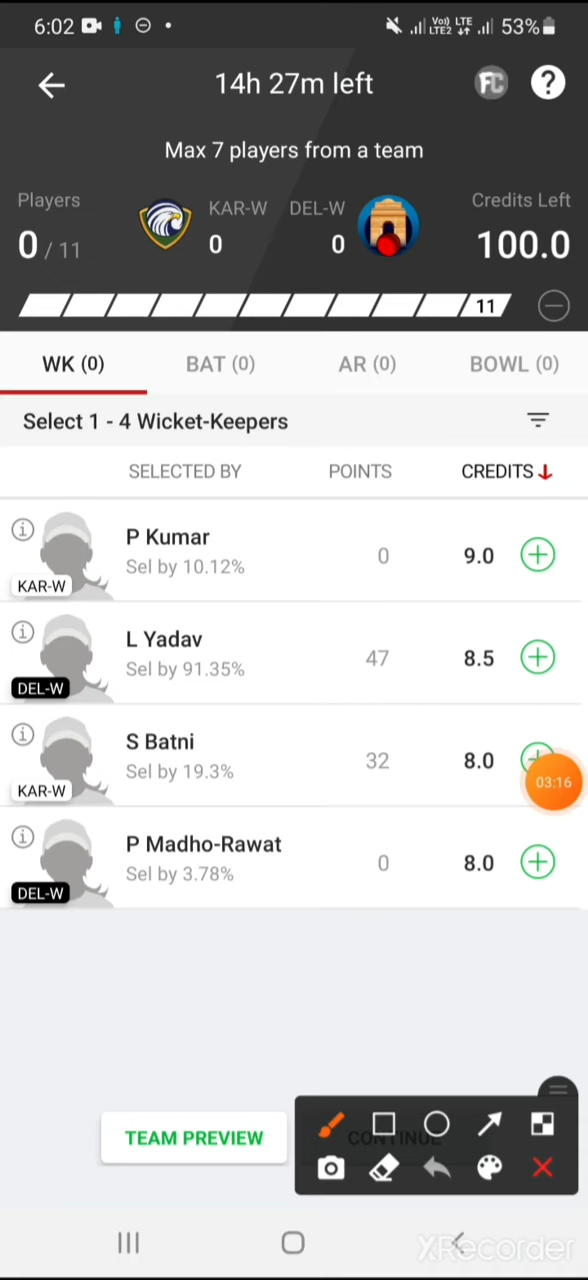 6:02 Vo) LTE LTE2 53%
14h 27m left FC ?
Max 7 players from a team
Players KAR-W DEL-W Credits Left
0 / 11 0 0 100.0
11
WK (0) BAT (0) AR (0) BOWL (0)
Select 1 - 4 Wicket-Keepers
SELECTED BY POINTS CREDITS
P Kumar
Sel by 10.12% 0 9.0
KAR-W
L Yadav
Sel by 91.35% 47 8.5
DEL-W
S Batni
Sel by 19.3% 32 8.0
KAR-W
03:16
P Madho-Rawat
Sel by 3.78% 0 8.0
DEL-W
TEAM PREVIEW CONTINUE
XRecorder